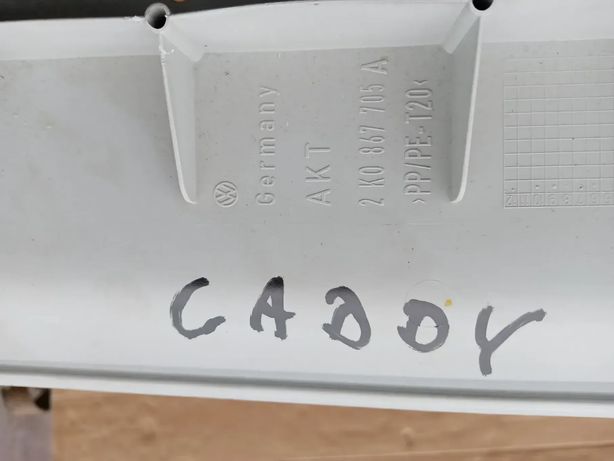 Germany
AKT
2 K0 867 705 A
>PP/PE-T20<
CADDY